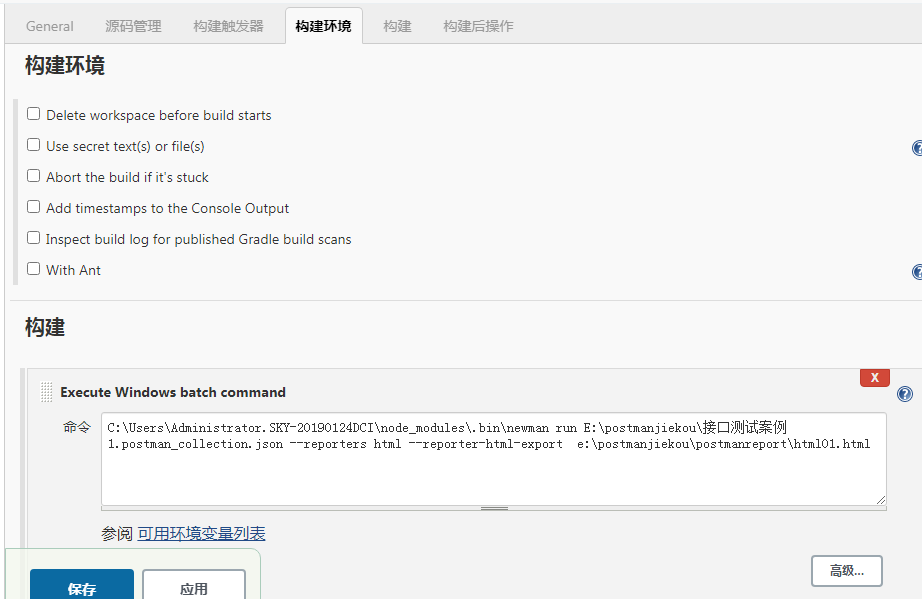 General 源码管理 构建触发器 构建环境 构建 构建后操作
构建环境
Delete workspace before build starts
Use secret text(s) or file(s)
Abort the build if it's stuck
Add timestamps to the Console Output
Inspect build log for published Gradle build scans
With Ant
构建
X
Execute Windows batch command
命令
C:\Users\Administrator.SKY-20190124DCI\node_modules\.bin\newman run E:\postmanjiekou\接口测试案例
1.postman_collection.json --reporters html --reporter-html-export  e:\postmanjiekou\postmanreport\html01.html
参阅 可用环境变量列表
高级...
保存 应用